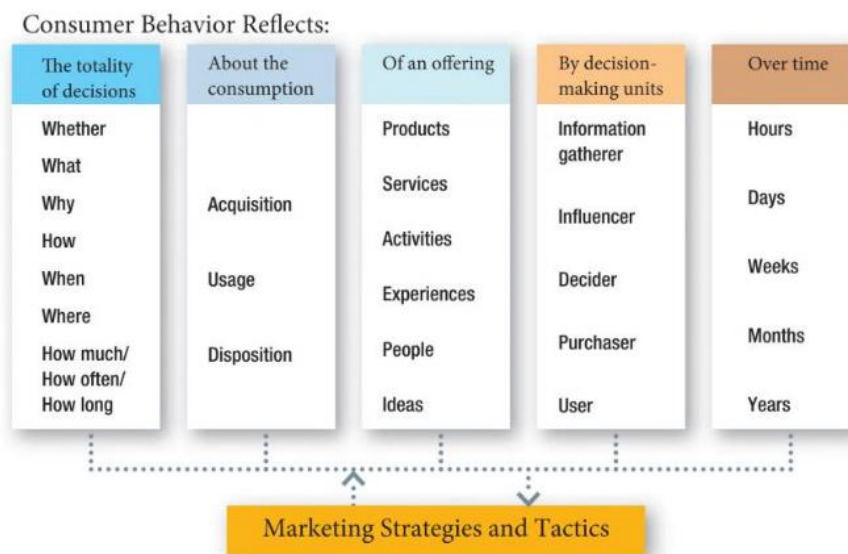 Consumer Behavior Reflects:
The totality
of decisions
Whether
What
Why
How
When
Where
How much/
How often/
How long
About the
consumption
Acquisition
Usage
Disposition
Of an offering
Products
Services
Activities
Experiences
People
Ideas
By decision-
making units
Information
gatherer
Influencer
Decider
Purchaser
User
Over time
Hours
Days
Weeks
Months
Years
Marketing Strategies and Tactics